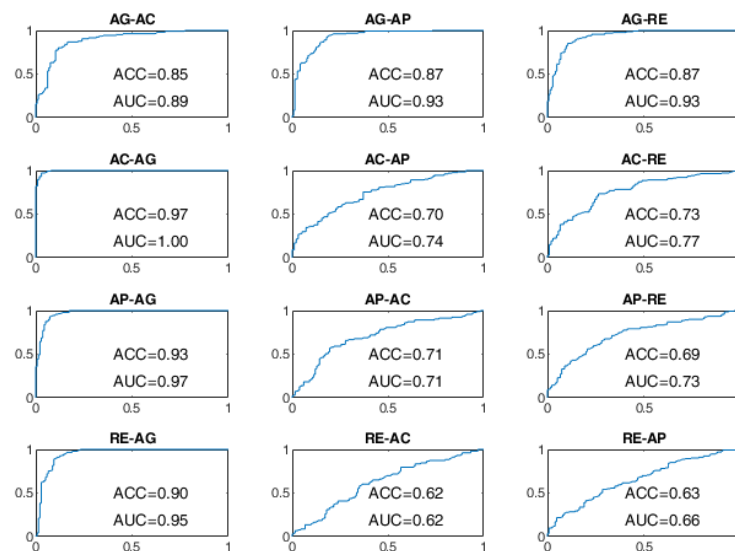 AG-AC
AG-AP
AG-RE
1
0.5
0
ACC=0.85
AUC=0.89
0
0.5
1
1
0.5
0
ACC=0.87
AUC=0.93
0
0.5
1
0.5
0
ACC=0.87
AUC=0.93
0
0.5
AC-AG
AC-AP
AC-RE
1
0.5
0
ACC=0.97
AUC=1.00
0
0.5
1
1
0.5
0
ACC=0.70
AUC=0.74
0
0.5
1
1
0.5
0
ACC=0.73
AUC=0.77
0
0.5
AP-AG
AP-AC
AP-RE
1
0.5
0
ACC=0.93
AUC=0.97
0
0.5
1
1
0.5
0
ACC=0.71
AUC=0.71
0
0.5
1
1
0.5
0
ACC=0.69
AUC=0.73
0
0.5
RE-AG
RE-AC
RE-AP
1
0.5
0
ACC=0.90
AUC=0.95
0
0.5
1
1
0.5
0
ACC=0.62
AUC=0.62
0
0.5
1
1
0.5
0
ACC=0.63
AUC=0.66
0
0.5